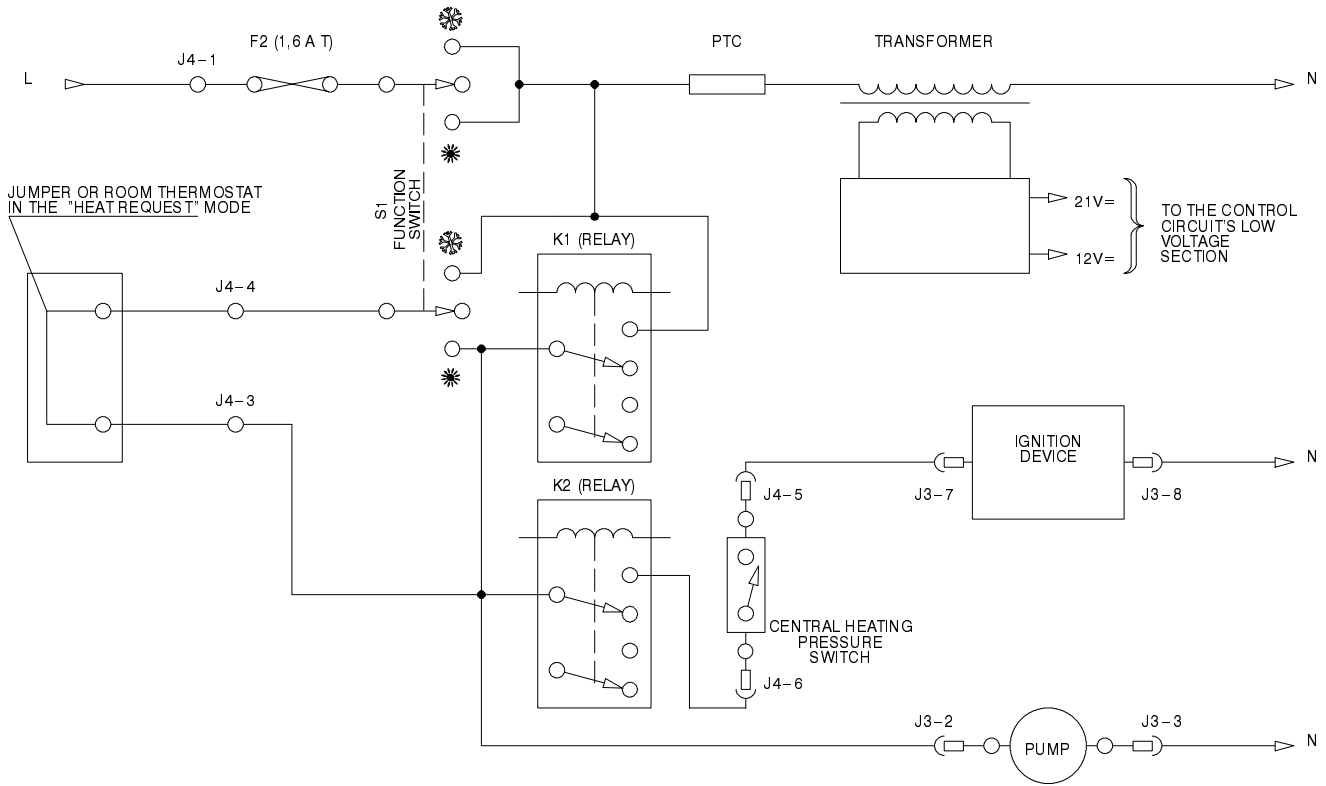 F2 (1,6 A T)
PTC
TRANSFORMER
J4-1
L
N
JUMPER OR ROOM THERMOSTAT
IN THE "HEAT REQUEST" MODE
S1
FUNCTION
SWITCH
21V=
12V=
TO THE CONTROL
CIRCUIT'S LOW
VOLTAGE
SECTION
K1 (RELAY)
J4-4
J4-3
IGNITION
DEVICE
N
K2 (RELAY)
J4-5
J3-7
J3-8
CENTRAL HEATING
PRESSURE
SWITCH
J4-6
J3-2
J3-3
PUMP
N